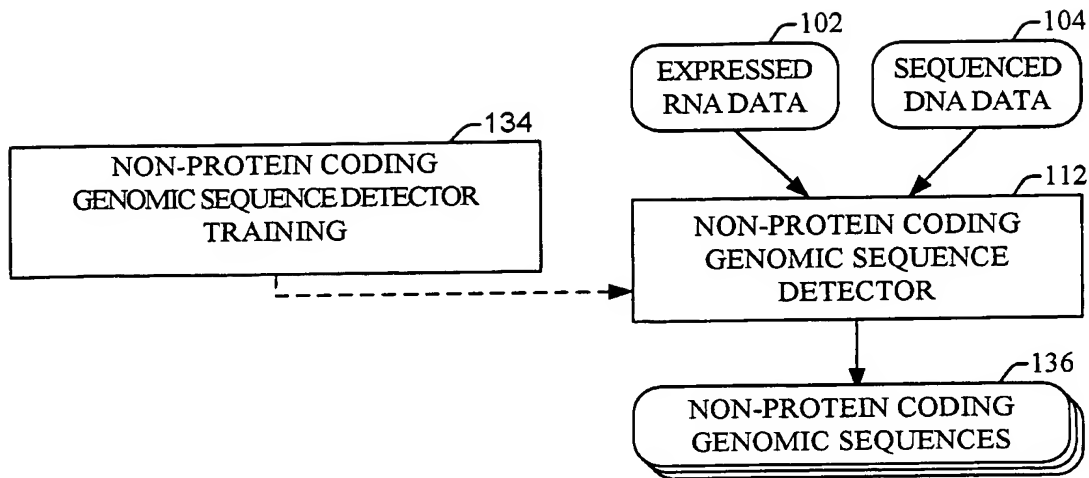 102
104
EXPRESSED
RNA DATA
SEQUENCED
DNA DATA
134
NON-PROTEIN CODING
GENOMIC SEQUENCE DETECTOR
TRAINING
112
NON-PROTEIN CODING
GENOMIC SEQUENCE
DETECTOR
136
NON-PROTEIN CODING
GENOMIC SEQUENCES